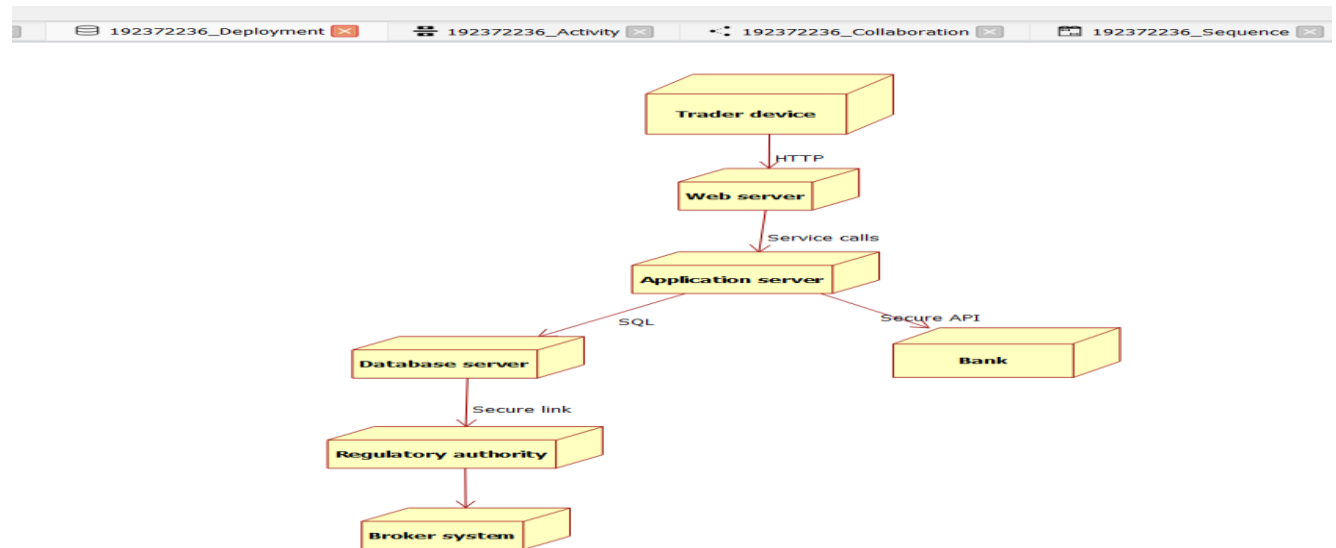 192372236_Deployment 192372236_Activity 192372236_Collaboration 192372236_Sequence
Trader device
HTTP
Web server
Service calls
Application server
SQL
Secure API
Database server
Bank
Secure link
Regulatory authority
Broker system